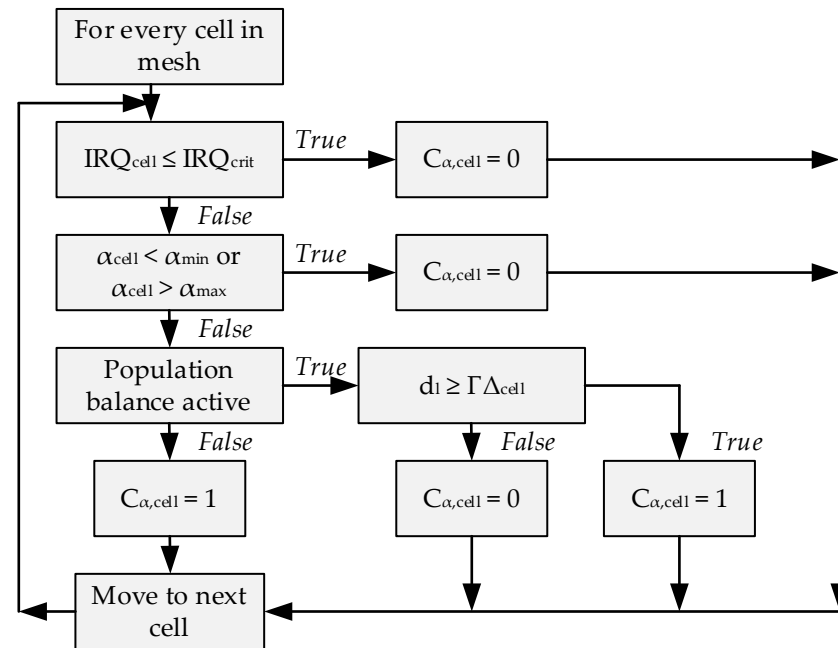 For every cell in
mesh
IRQcell ≤ IRQcrit
True
Cα,cell = 0
False
αcell < αmin or
αcell > αmax
True
Cα,cell = 0
False
Population
balance active
True
dl ≥ ΓΔcell
False
False
True
Cα,cell = 1
Cα,cell = 0
Cα,cell = 1
Move to next
cell